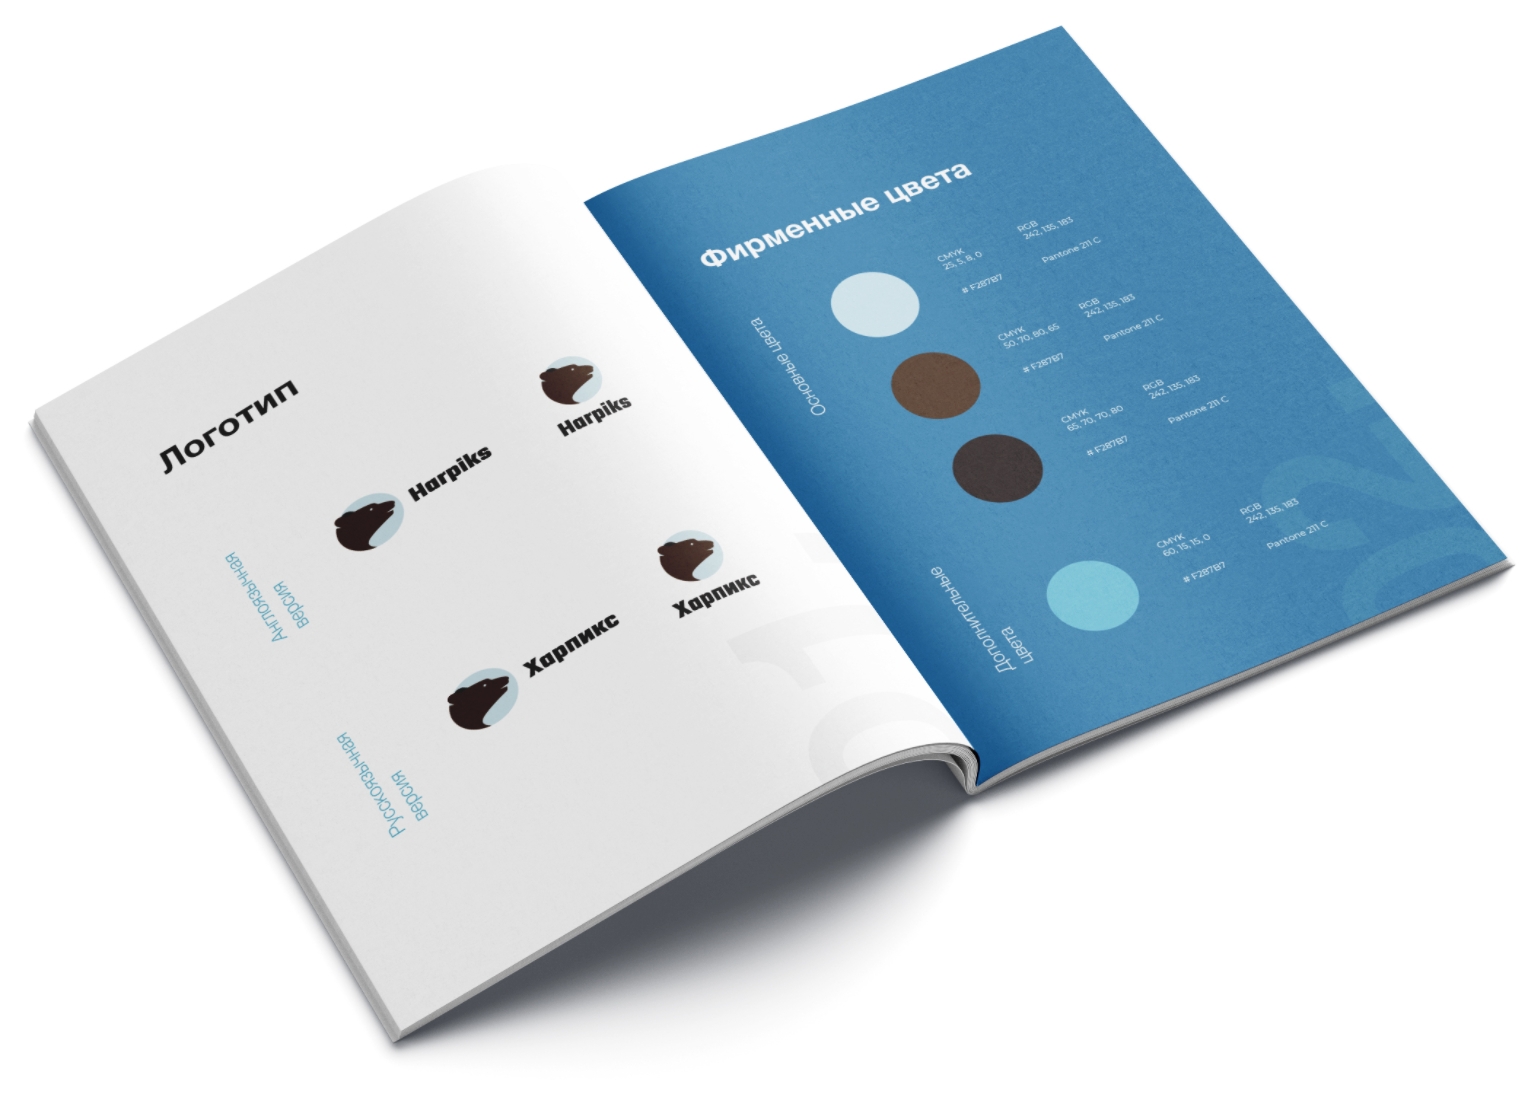 Логотип
Англоязычная
версия
Harpiks
Harpiks
Русскоязычная
версия
Харпикс
Харпикс
Фирменные цвета
Основные цвета
CMYK
25, 5, 8, 0
RGB
242, 135, 183
# F287B7
Pantone 211 C
CMYK
50, 70, 80, 65
RGB
242, 135, 183
# F287B7
Pantone 211 C
CMYK
65, 70, 70, 80
RGB
242, 135, 183
# F287B7
Pantone 211 C
Дополнительные
цвета
CMYK
60, 15, 15, 0
RGB
242, 135, 183
# F287B7
Pantone 211 C